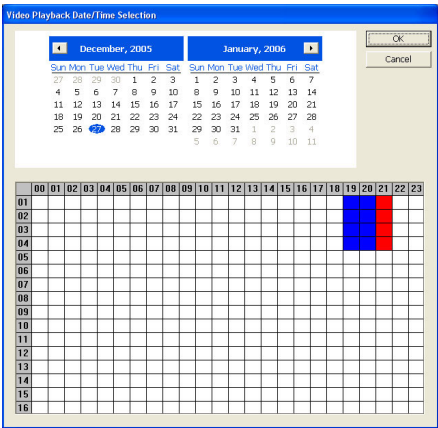 Video Playback Date/Time Selection
OK
Cancel
December, 2005 January, 2006
Sun Mon Tue Wed Thu Fri Sat Sun Mon Tue Wed Thu Fri Sat
27 28 29 30 1 2 3 1 2 3 4 5 6 7
4 5 6 7 8 9 10 8 9 10 11 12 13 14
11 12 13 14 15 16 17 15 16 17 18 19 20 21
18 19 20 21 22 23 24 22 23 24 25 26 27 28
25 26 27 28 29 30 31 29 30 31 1 2 3 4
5 6 7 8 9 10 11
00 01 02 03 04 05 06 07 08 09 10 11 12 13 14 15 16 17 18 19 20 21 22 23
01
02
03
04
05
06
07
08
09
10
11
12
13
14
15
16